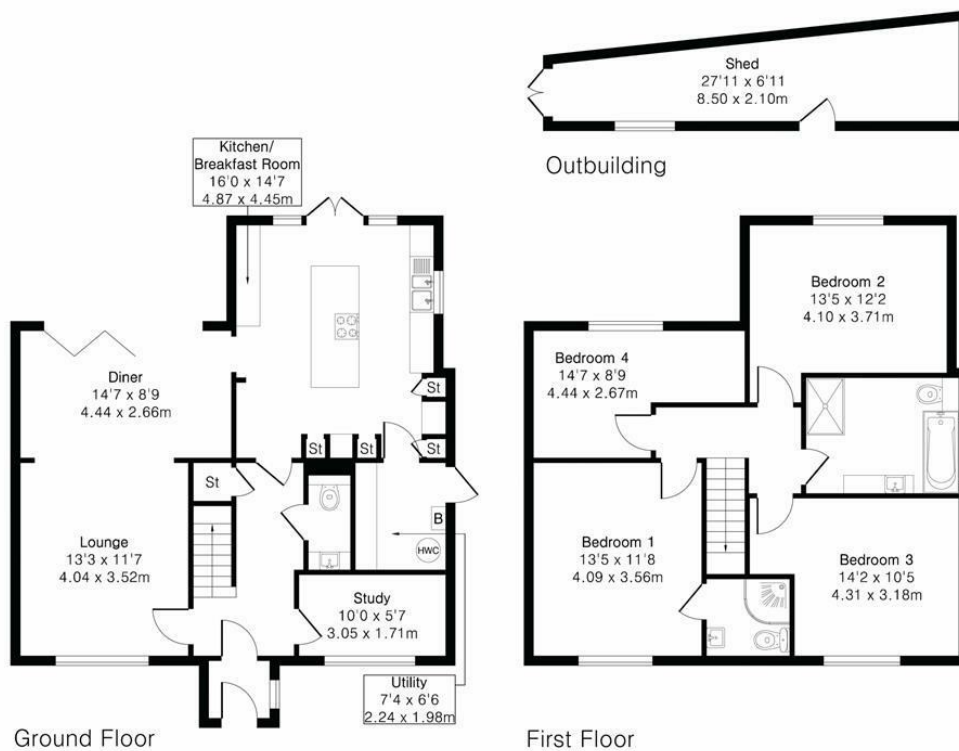 Shed
27'11 x 6'11
8.50 x 2.10m
Outbuilding
Kitchen/
Breakfast Room
16'0 x 14'7
4.87 x 4.45m
Diner
14'7 x 8'9
4.44 x 2.66m
St
St
St
St
St
Lounge
13'3 x 11'7
4.04 x 3.52m
B
HWC
Study
10'0 x 5'7
3.05 x 1.71m
Utility
7'4 x 6'6
2.24 x 1.98m
Ground Floor
Bedroom 2
13'5 x 12'2
4.10 x 3.71m
Bedroom 4
14'7 x 8'9
4.44 x 2.67m
Bedroom 1
13'5 x 11'8
4.09 x 3.56m
Bedroom 3
14'2 x 10'5
4.31 x 3.18m
First Floor